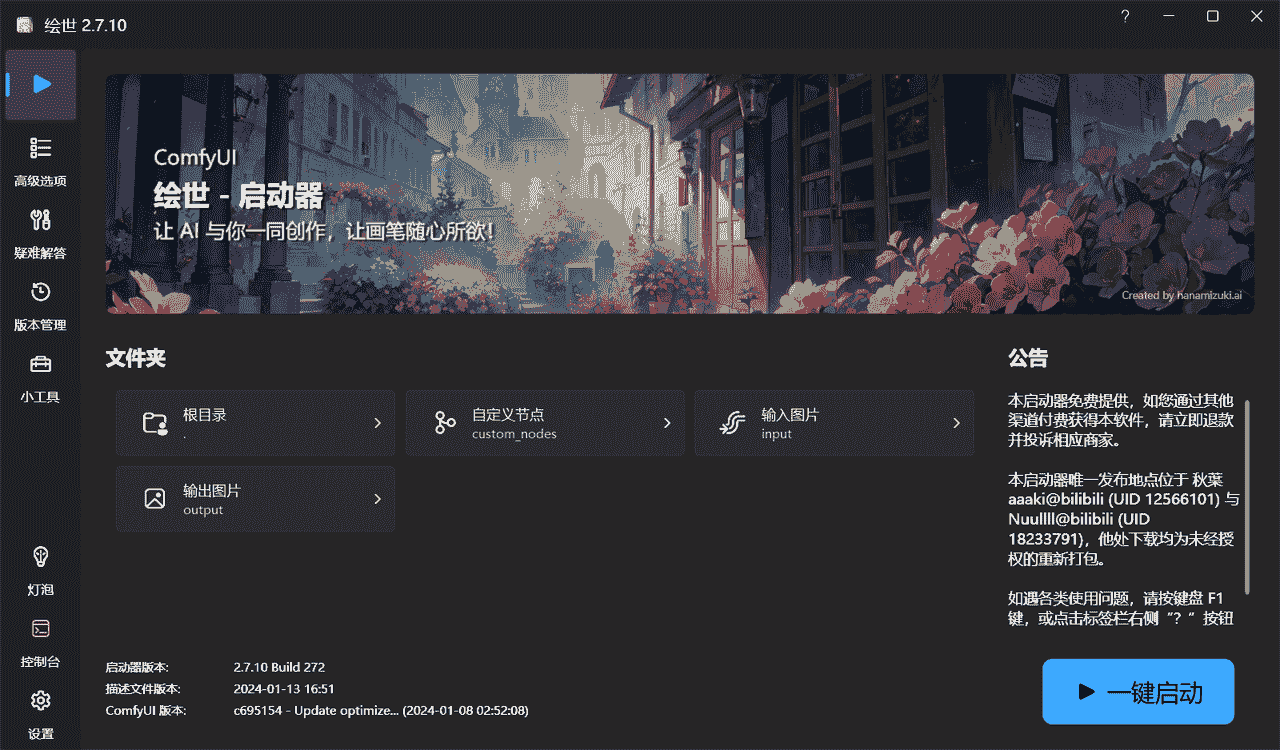 绘世 2.7.10
?
高级选项
疑难解答
版本管理
小工具
灯泡
控制台
设置
ComfyUI
绘世 - 启动器
让 AI 与你一同创作，让画笔随心所欲！
Created by hanamizuki.ai
文件夹
根目录
.
自定义节点
custom_nodes
输入图片
input
输出图片
output
公告
本启动器免费提供，如您通过其他
渠道付费获得本软件，请立即退款
并投诉相应商家。
本启动器唯一发布地点位于 秋葉
aaaki@bilibili (UID 12566101) 与
Nuullll@bilibili (UID
18233791)，他处下载均为未经授
权的重新打包。
如遇各类使用问题，请按键盘 F1
键，或点击标签栏右侧“？”按钮
启动器版本: 2.7.10 Build 272
描述文件版本: 2024-01-13 16:51
ComfyUI 版本: c695154 - Update optimize... (2024-01-08 02:52:08)
一键启动